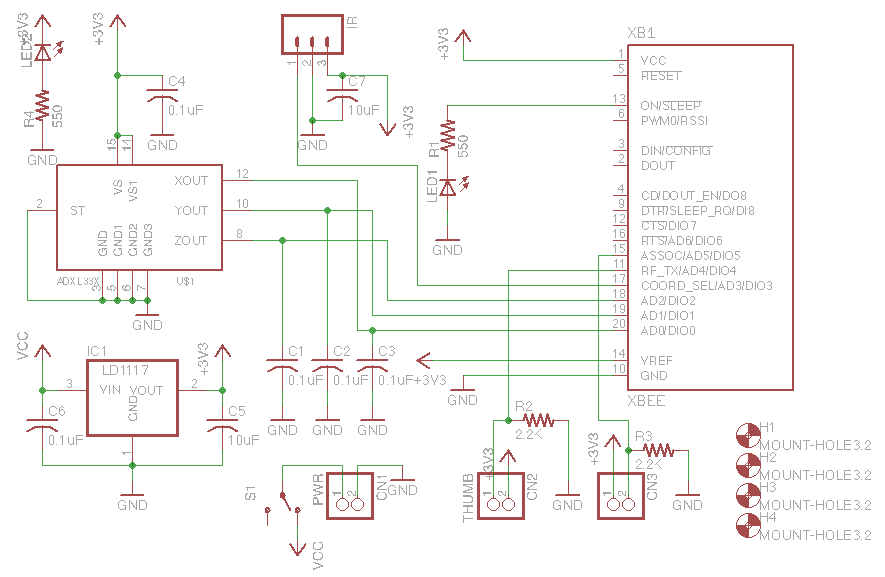 +3V3
LED2
R4
550
GND
+3V3
C4
0.1uF
GND
15
14
VS
VS1
2
ST
XOUT
12
YOUT
10
ZOUT
8
GND
GND1
GND2
GND3
ADXL33X
3
5
6
7
U$1
GND
IR
1
2
3
C7
10uF
GND
+3V3
+3V3
R1
550
LED1
GND
XB1
1
VCC
5
RESET
13
ON/SLEEP
6
PWM0/RSSI
3
DIN/CONFIG
2
DOUT
4
CD/DOUT_EN/DO8
9
DTR/SLEEP_RQ/DI8
12
CTS/DIO7
16
RTS/AD6/DIO6
15
ASSOC/AD5/DIO5
11
RF_TX/AD4/DIO4
17
COORD_SEL/AD3/DIO3
18
AD2/DIO2
19
AD1/DIO1
20
AD0/DIO0
14
VREF
10
GND
XBEE
+3V3
GND
VCC
IC1
LD1117
3
VIN
VOUT
2
GND
1
+3V3
C6
0.1uF
C5
10uF
GND
C1
0.1uF
GND
C2
0.1uF
GND
C3
0.1uF
GND
S1
VCC
PWR
1
2
CN1
GND
R2
2.2K
GND
+3V3
THUMB
1
2
CN2
R3
2.2K
GND
+3V3
1
2
CN3
H1
MOUNT-HOLE3.2
H2
MOUNT-HOLE3.2
H3
MOUNT-HOLE3.2
H4
MOUNT-HOLE3.2